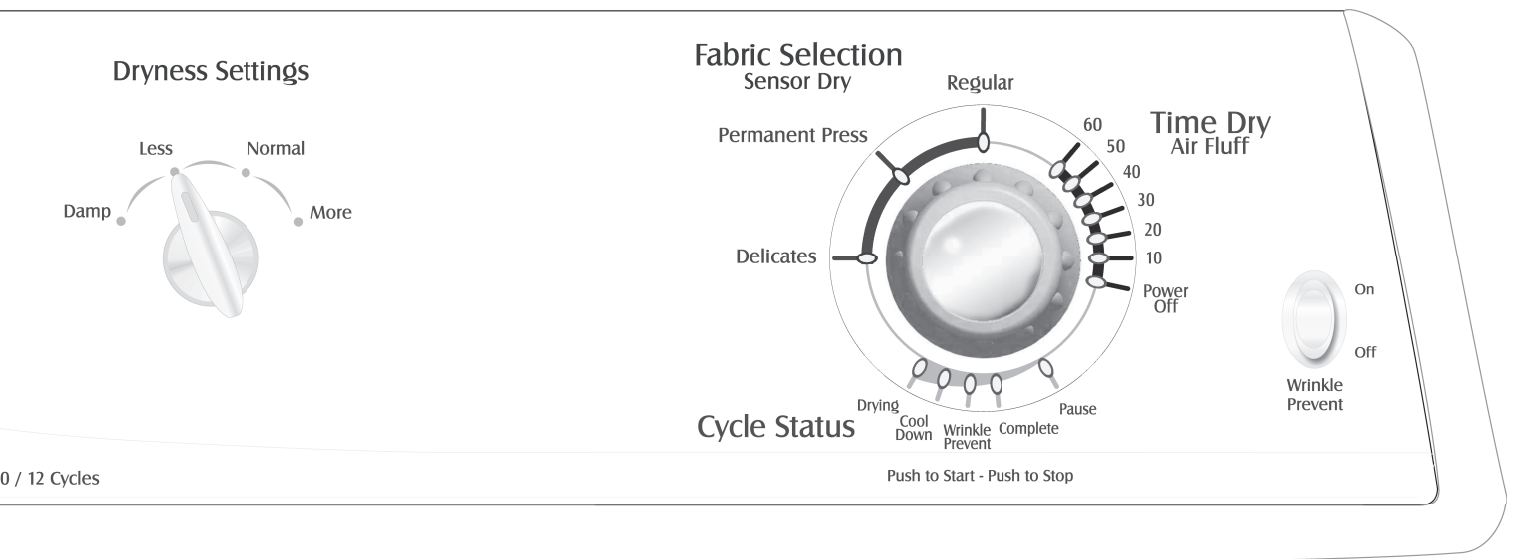 Dryness Settings
Less
Normal
Damp
More
Fabric Selection
Sensor Dry
Regular
Permanent Press
Delicates
Time Dry
Air Fluff
60
50
40
30
20
10
Power
Off
Cycle Status
Drying
Cool
Down
Wrinkle
Prevent
Complete
Pause
On
Off
Wrinkle
Prevent
0 / 12 Cycles
Push to Start - Push to Stop